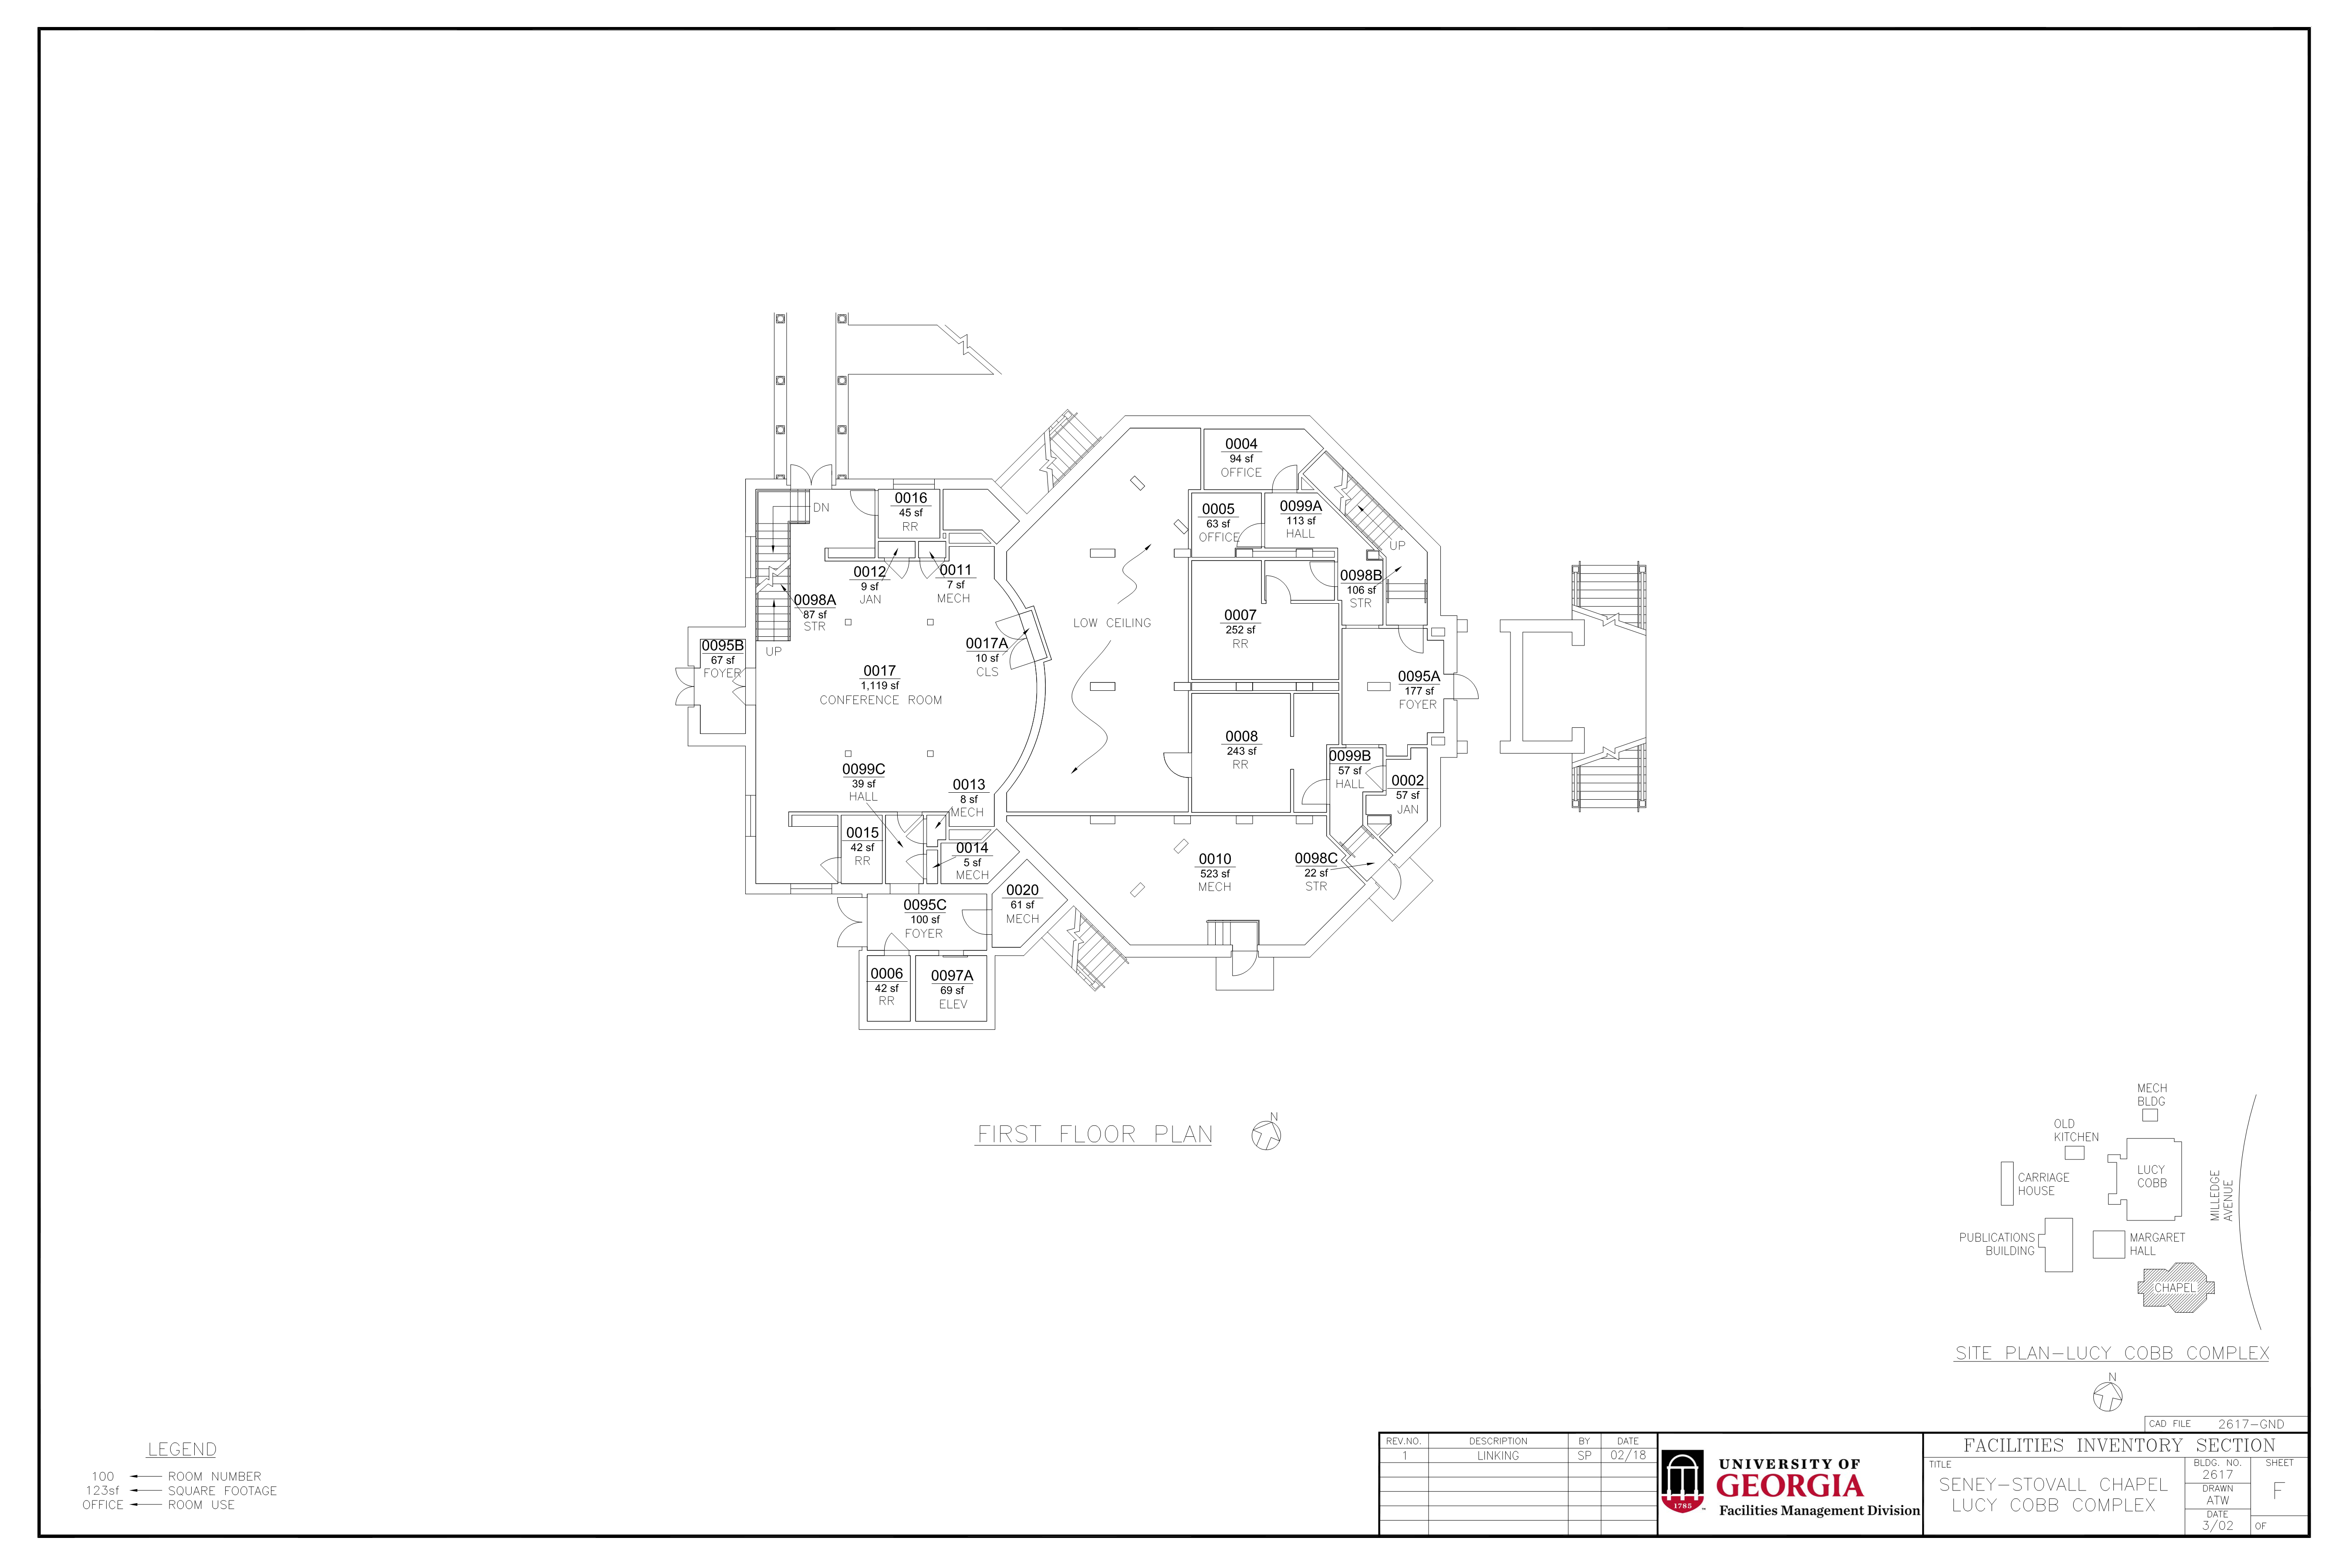 0004
94 sf
OFFICE
0016
45 sf
RR
DN
0005
63 sf
OFFICE
0099A
113 sf
HALL
UP
0012
9 sf
JAN
0011
7 sf
MECH
0098B
106 sf
STR
0098A
87 sf
STR
0007
252 sf
RR
LOW CEILING
0095B
67 sf
FOYER
UP
0017A
10 sf
CLS
0017
1,119 sf
CONFERENCE ROOM
0095A
177 sf
FOYER
0008
243 sf
RR
0099B
57 sf
HALL
0099C
39 sf
HALL
0013
8 sf
MECH
0002
57 sf
JAN
0015
42 sf
RR
0014
5 sf
MECH
0010
523 sf
MECH
0098C
22 sf
STR
0020
61 sf
MECH
0095C
100 sf
FOYER
0006
42 sf
RR
0097A
69 sf
ELEV
FIRST FLOOR PLAN
N
MECH
BLDG
OLD
KITCHEN
LUCY
COBB
CARRIAGE
HOUSE
MILLEDGE
AVENUE
PUBLICATIONS
BUILDING
MARGARET
HALL
CHAPEL
SITE PLAN-LUCY COBB COMPLEX
N
LEGEND
100 ROOM NUMBER
123sf SQUARE FOOTAGE
OFFICE ROOM USE
CAD FILE 2617-GND
REV.NO. DESCRIPTION BY DATE
1 LINKING SP 02/18
1785
UNIVERSITY OF
GEORGIA
Facilities Management Division
FACILITIES INVENTORY SECTION
TITLE
SENEY-STOVALL CHAPEL
LUCY COBB COMPLEX
BLDG. NO.
2617
DRAWN
ATW
DATE
3/02
SHEET
F
OF